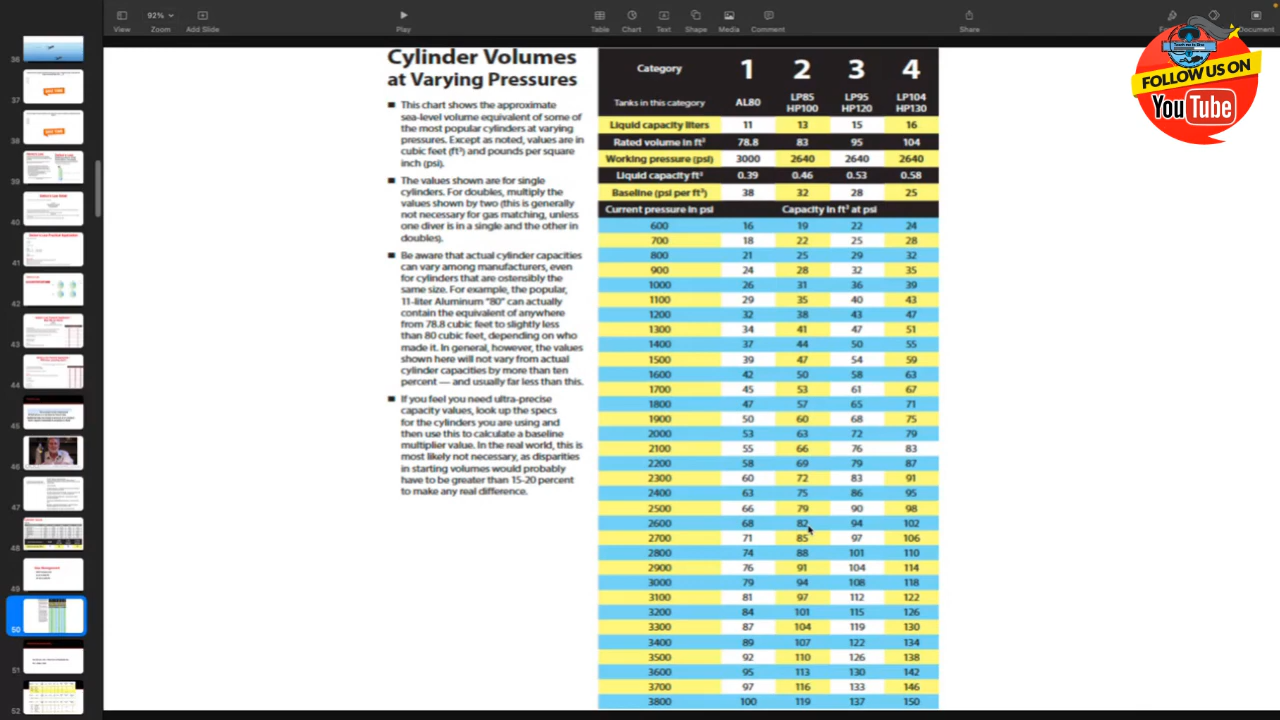 92%
View
Zoom
Add Slide
Play
Table
Chart
Text
Shape
Media
Comment
Share
Document
FOLLOW US ON
YouTube
Cylinder Volumes
at Varying Pressures
This chart shows the approximate
sea-level volume equivalent of some of
the most popular cylinders at varying
pressures. Except as noted, values are in
cubic feet (ft³) and pounds per square
inch (psi).
The values shown are for single
cylinders. For doubles, multiply the
values shown by two (this is generally
not necessary for gas matching, unless
one diver is in a single and the other in
doubles).
Be aware that actual cylinder capacities
can vary among manufacturers, even
for cylinders that are ostensibly the
same size. For example, the popular,
11-liter Aluminum "80" can actually
contain the equivalent of anywhere
from 78.8 cubic feet to slightly less
than 80 cubic feet, depending on who
made it. In general, however, the values
shown here will not vary from actual
cylinder capacities by more than ten
percent — and usually far less than this.
If you feel you need ultra-precise
capacity values, look up the specs
for the cylinders you are using and
then use this to calculate a baseline
multiplier value. In the real world, this is
most likely not necessary, as disparities
in starting volumes would probably
have to be greater than 15-20 percent
to make any real difference.
Category 1 2 3 4
Tanks in this category AL80 LP85 HP100 LP95 HP120 LP104 HP130
Liquid capacity liters 11 13 15 16
Rated volume in ft³ 78.8 83 95 104
Working pressure (psi) 3000 2640 2640 2640
Liquid capacity ft³ 0.39 0.46 0.53 0.58
Baseline (psi per ft³) 38 32 28 25
Current pressure in psi Capacity in ft³ at psi
600 16 19 22 24
700 18 22 25 28
800 21 25 29 32
900 24 28 32 35
1000 26 31 36 39
1100 29 35 40 43
1200 32 38 43 47
1300 34 41 47 51
1400 37 44 50 55
1500 39 47 54 59
1600 42 50 58 63
1700 45 53 61 67
1800 47 57 65 71
1900 50 60 68 75
2000 53 63 72 79
2100 55 66 76 83
2200 58 69 79 87
2300 60 72 83 91
2400 63 75 86 95
2500 66 79 90 98
2600 68 82 94 102
2700 71 85 97 106
2800 74 88 101 110
2900 76 91 104 114
3000 79 94 108 118
3100 81 97 112 122
3200 84 101 115 126
3300 87 104 119 130
3400 89 107 122 134
3500 92 110 126 138
3600 95 113 130 142
3700 97 116 133 146
3800 100 119 137 150
36
37
38
39
40
41
42
43
44
45
46
47
48
49
50
51
52